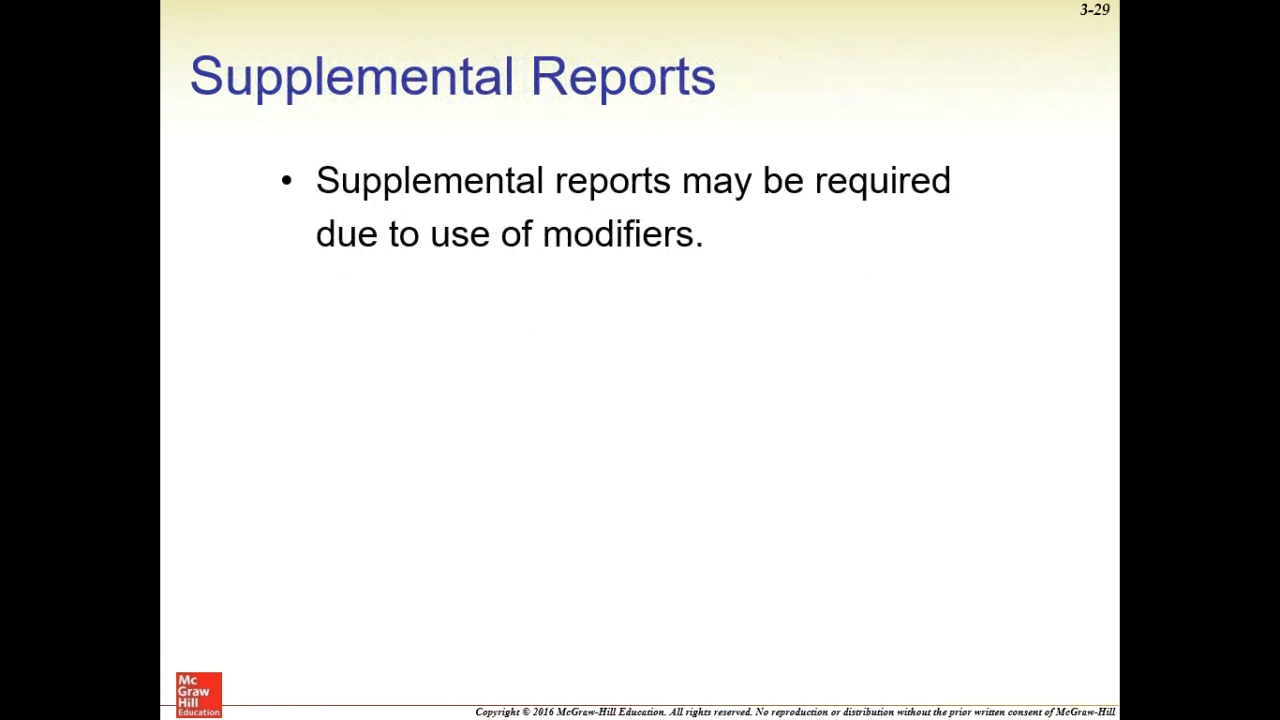 3-29
Supplemental Reports
• Supplemental reports may be required
due to use of modifiers.
Mc
Graw
Hill
Education
Copyright © 2016 McGraw-Hill Education. All rights reserved. No reproduction or distribution without the prior written consent of McGraw-Hill